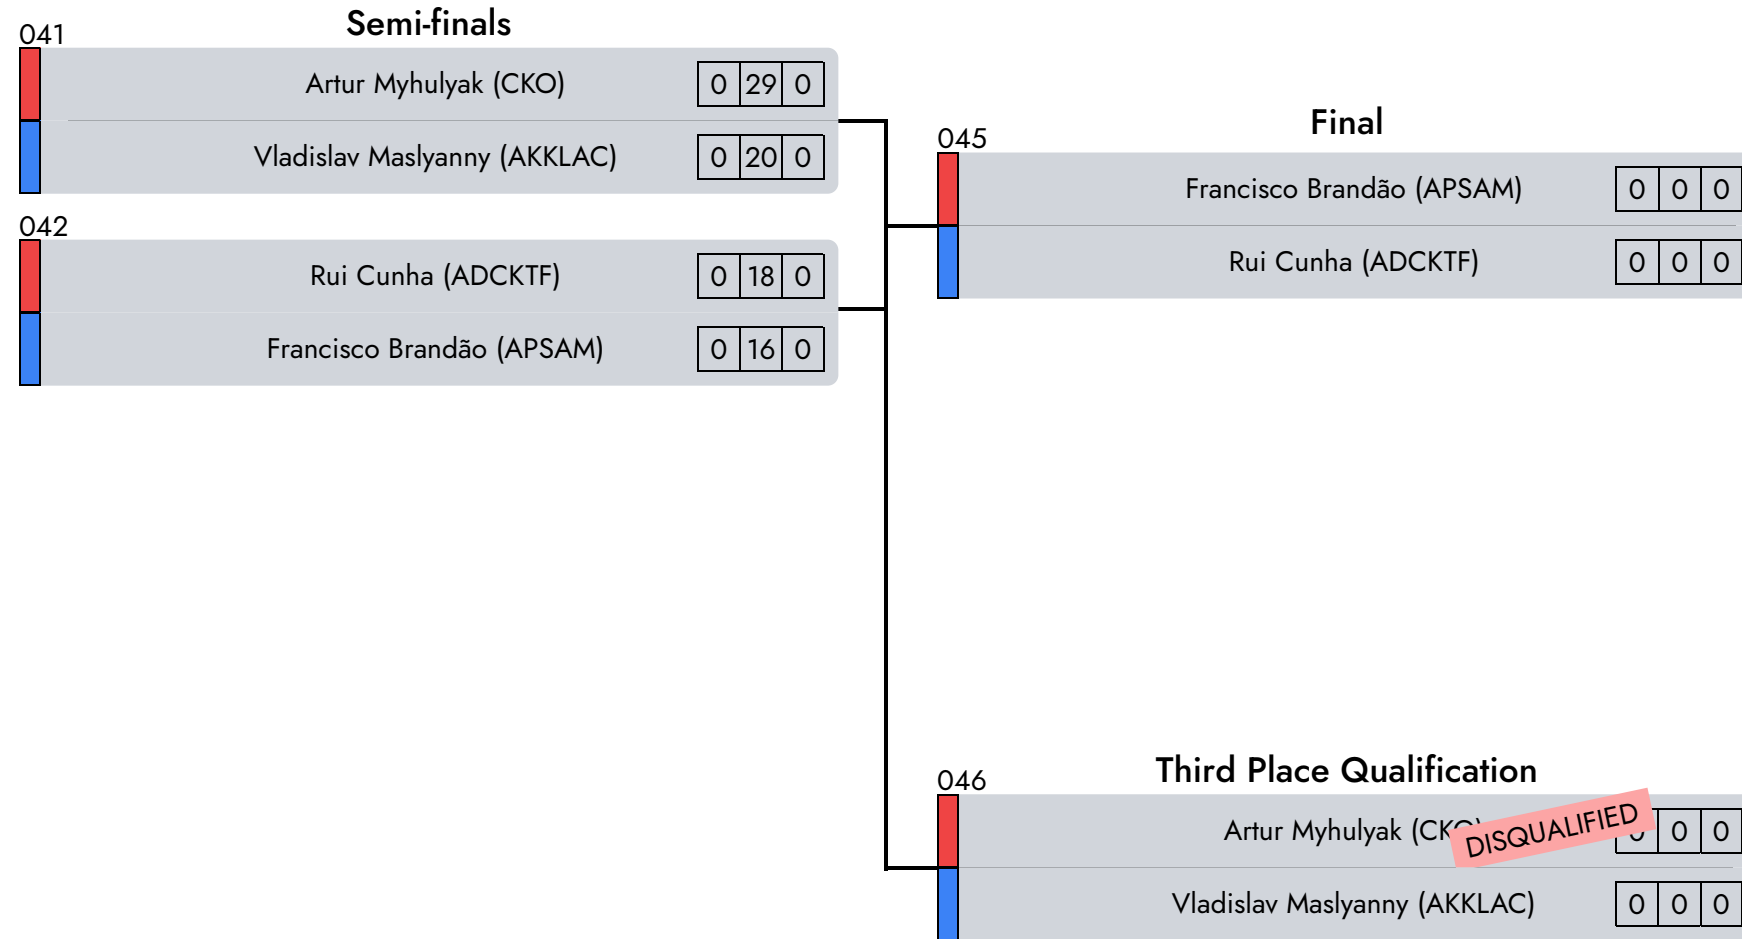 Semi-finals
041
Artur Myhulyak (CKO) 0 29 0
Vladislav Maslyanny (AKKLAC) 0 20 0
042
Rui Cunha (ADCKTF) 0 18 0
Francisco Brandão (APSAM) 0 16 0
Final
045
Francisco Brandão (APSAM) 0 0 0
Rui Cunha (ADCKTF) 0 0 0
Third Place Qualification
046
Artur Myhulyak (CKO) 0 0 0
DISQUALIFIED
Vladislav Maslyanny (AKKLAC) 0 0 0